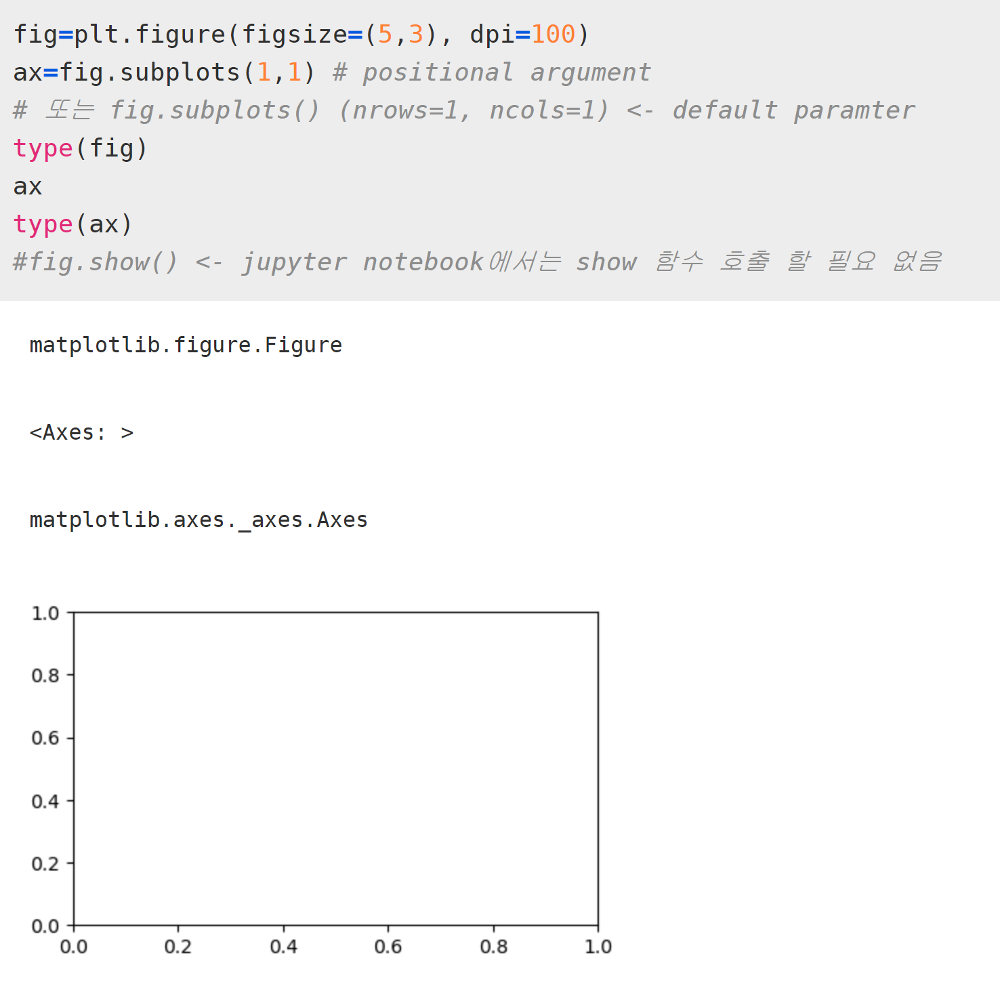 fig=plt.figure(figsize=(5,3), dpi=100)
ax=fig.subplots(1,1) # positional argument
# 또는 fig.subplots() (nrows=1, ncols=1) <- default paramter
type(fig)
ax
type(ax)
#fig.show() <- jupyter notebook에서는 show 함수 호출 할 필요 없음
matplotlib.figure.Figure
<Axes: >
matplotlib.axes._axes.Axes
1.0
0.8
0.6
0.4
0.2
0.0
0.0 0.2 0.4 0.6 0.8 1.0